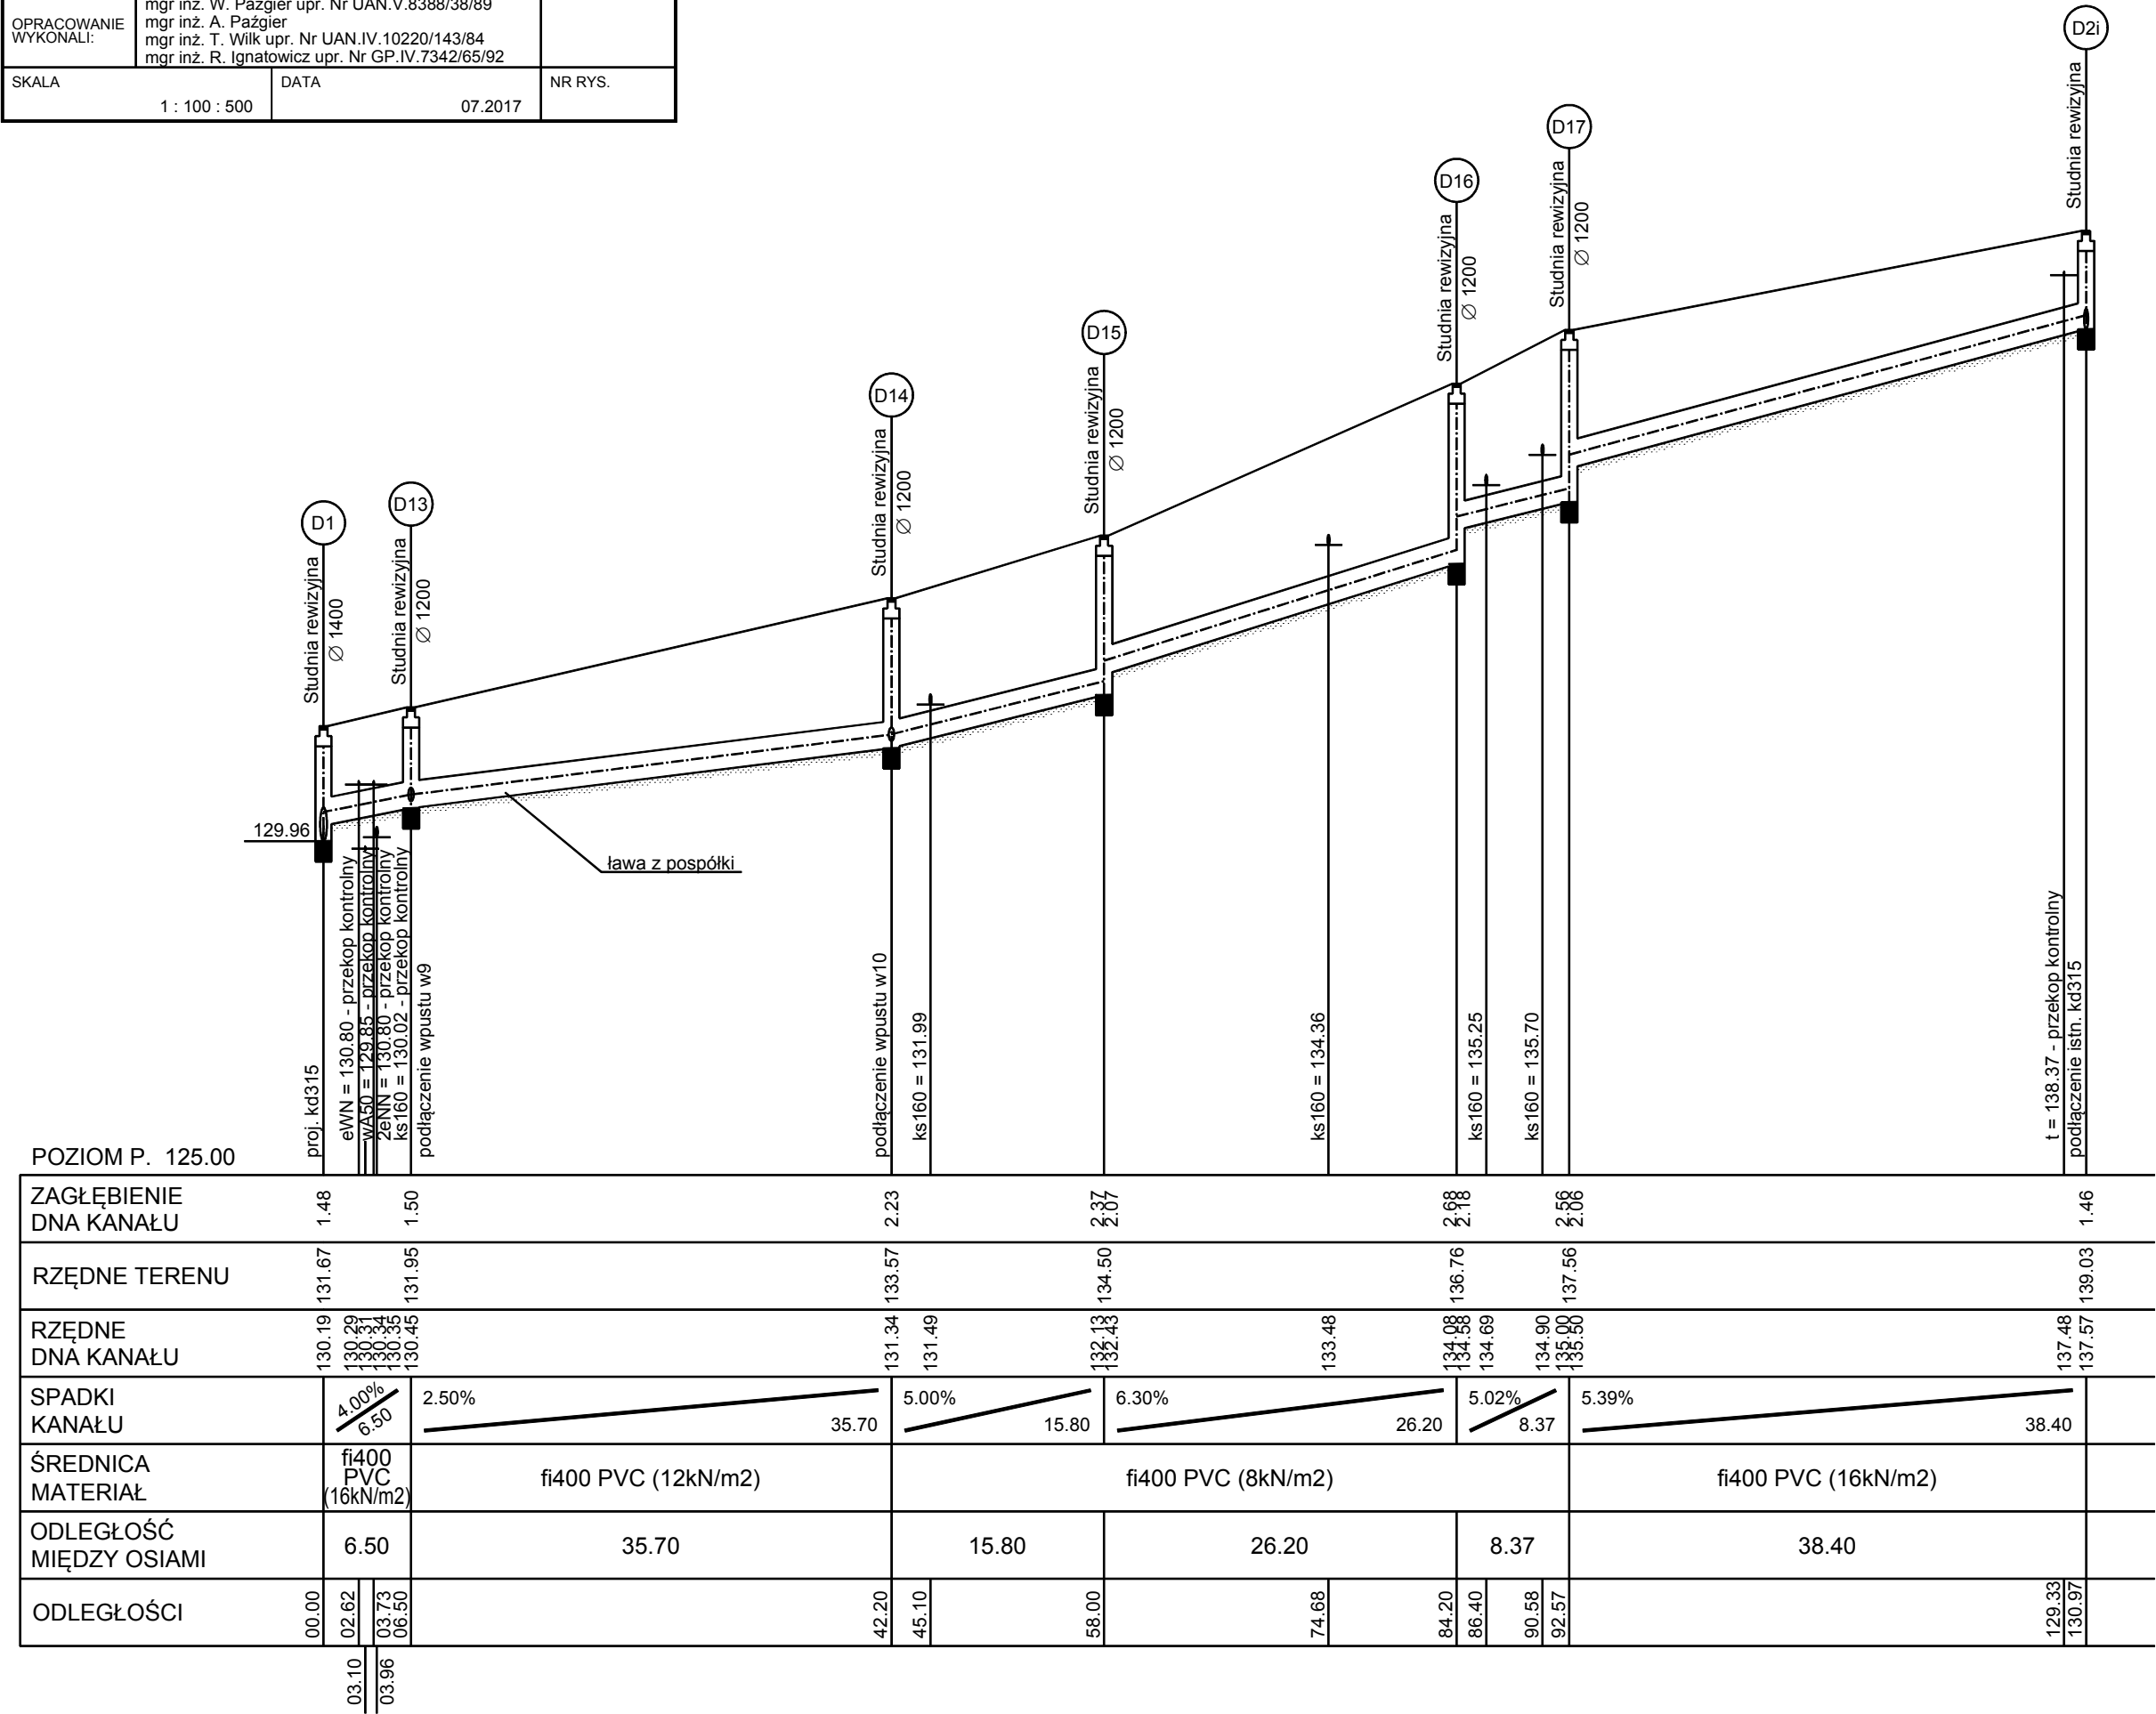 mgr inż. W. Paźgier upr. Nr UAN.V.8388/38/89
OPRACOWANIE
WYKONALI:
mgr inż. A. Paźgier
mgr inż. T. Wilk upr. Nr UAN.IV.10220/143/84
mgr inż. R. Ignatowicz upr. Nr GP.IV.7342/65/92
SKALA
1 : 100 : 500
DATA
07.2017
NR RYS.
D1
Studnia rewizyjna
∅ 1400
D13
Studnia rewizyjna
∅ 1200
D14
Studnia rewizyjna
∅ 1200
D15
Studnia rewizyjna
∅ 1200
D16
Studnia rewizyjna
∅ 1200
D17
Studnia rewizyjna
∅ 1200
D2i
Studnia rewizyjna
129.96
ława z pospółki
proj. kd315
eWN = 130.80 - przekop kontrolny
wA50 = 129.85 - przekop kontrolny
2eNN = 130.80 - przekop kontrolny
ks160 = 130.02 - przekop kontrolny
podłączenie wpustu w9
podłączenie wpustu w10
ks160 = 131.99
ks160 = 134.36
ks160 = 135.25
ks160 = 135.70
t = 138.37 - przekop kontrolny
podłączenie istn. kd315
POZIOM P. 125.00
ZAGŁĘBIENIE
DNA KANAŁU
1.48
1.50
2.23
2.37
2.07
2.68
2.18
2.56
2.06
1.46
RZĘDNE TERENU
131.67
131.95
133.57
134.50
136.76
137.56
139.03
RZĘDNE
DNA KANAŁU
130.19
130.29
130.31
130.34
130.35
130.45
131.34
131.49
132.13
132.43
133.48
134.08
134.58
134.69
134.90
135.00
135.50
137.48
137.57
SPADKI
KANAŁU
4.00%
6.50
2.50%
35.70
5.00%
15.80
6.30%
26.20
5.02%
8.37
5.39%
38.40
ŚREDNICA
MATERIAŁ
fi400
PVC
(16kN/m2)
fi400 PVC (12kN/m2)
fi400 PVC (8kN/m2)
fi400 PVC (16kN/m2)
ODLEGŁOŚĆ
MIĘDZY OSIAMI
6.50
35.70
15.80
26.20
8.37
38.40
ODLEGŁOŚCI
00.00
02.62
03.73
06.50
42.20
45.10
58.00
74.68
84.20
86.40
90.58
92.57
129.33
130.97
03.10
03.96